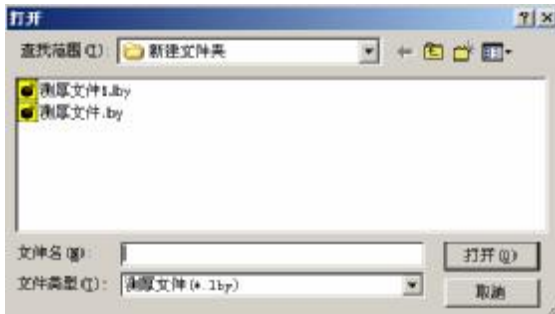 打开
查找范围(I): 新建文件夹
测厚文件1.lby
测厚文件.lby
文件名(N):
打开(O)
文件类型(T): 测厚文件(*.lby)
取消